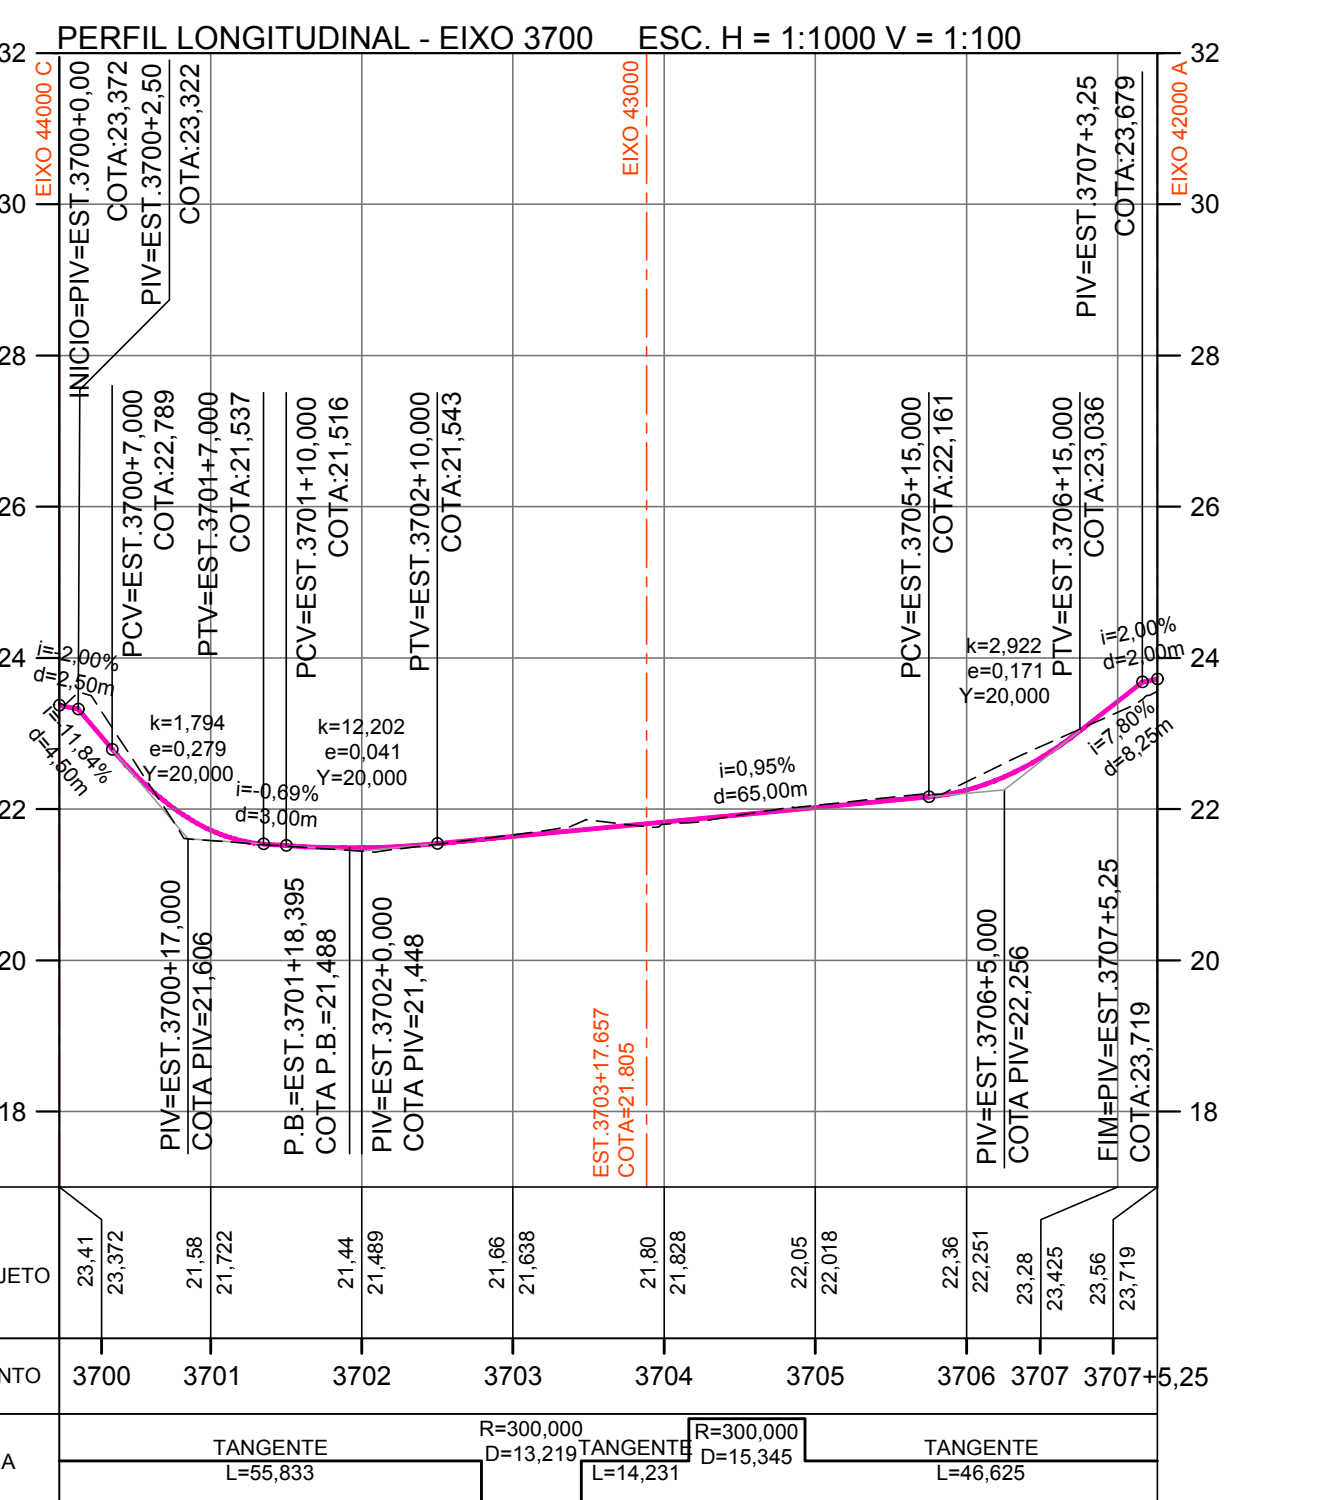 PERFIL LONGITUDINAL - EIXO 3700 ESC. H = 1:1000 V = 1:100
32
32
30
30
28
28
26
26
24
24
22
22
20
20
18
18
EIXO 44000 C
INICIO=PIV=EST.3700+0,00
COTA:23,372
PIV=EST.3700+2,50
COTA:23,322
EIXO 43000
PIV=EST.3707+3,25
COTA:23,679
EIXO 42000 A
PCV=EST.3700+7,000
COTA:22,789
PTV=EST.3701+7,000
COTA:21,537
PCV=EST.3701+10,000
COTA:21,516
PTV=EST.3702+10,000
COTA:21,543
PCV=EST.3705+15,000
COTA:22,161
PTV=EST.3706+15,000
COTA:23,036
i=-2,00%
d=2,50m
i=-11,84%
d=4,50m
k=1,794
e=0,279
Y=20,000
i=-0,69%
d=3,00m
k=12,202
e=0,041
Y=20,000
i=0,95%
d=65,00m
k=2,922
e=0,171
Y=20,000
i=2,00%
d=2,00m
i=7,80%
d=8,25m
PIV=EST.3700+17,000
COTA PIV=21,606
P.B.=EST.3701+18,395
COTA P.B.=21,488
PIV=EST.3702+0,000
COTA PIV=21,448
EST.3703+17.657
COTA=21.805
PIV=EST.3706+5,000
COTA PIV=22,256
FIM=PIV=EST.3707+5,25
COTA:23,719
JETO
23,41
23,372
21,58
21,722
21,44
21,489
21,66
21,638
21,80
21,828
22,05
22,018
22,36
22,251
23,28
23,425
23,56
23,719
NTO
3700
3701
3702
3703
3704
3705
3706
3707
3707+5,25
A
TANGENTE
L=55,833
R=300,000
D=13,219
TANGENTE
L=14,231
R=300,000
D=15,345
TANGENTE
L=46,625